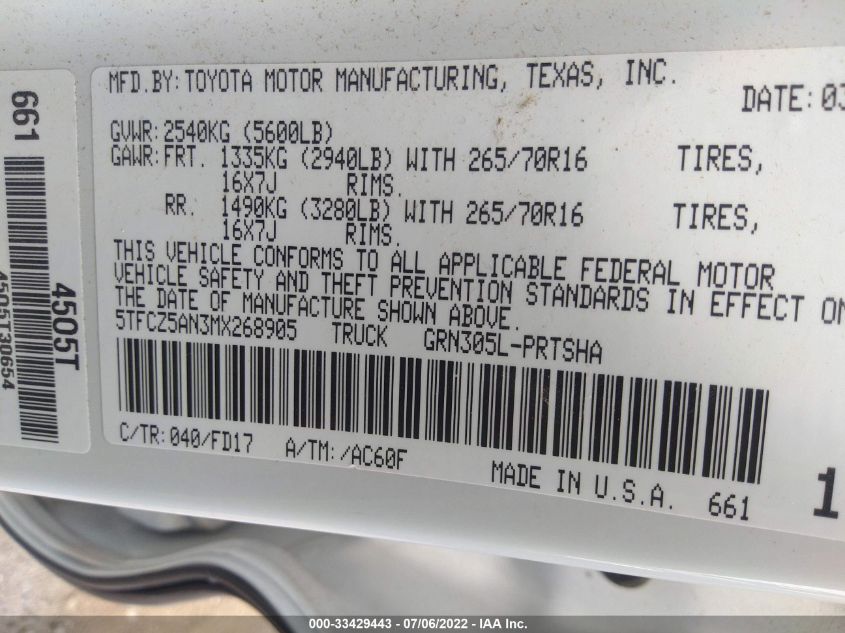 661
4505T
4505T30654
MFD.BY:TOYOTA MOTOR MANUFACTURING, TEXAS, INC.
DATE:03
GVWR:2540KG (5600LB)
GAWR:FRT. 1335KG (2940LB) WITH 265/70R16 TIRES,
16X7J RIMS.
RR. 1490KG (3280LB) WITH 265/70R16 TIRES,
16X7J RIMS.
THIS VEHICLE CONFORMS TO ALL APPLICABLE FEDERAL MOTOR
VEHICLE SAFETY AND THEFT PREVENTION STANDARDS IN EFFECT ON
THE DATE OF MANUFACTURE SHOWN ABOVE.
5TFCZ5AN3MX268905 TRUCK GRN305L-PRTSHA
C/TR:040/FD17 A/TM:/AC60F
MADE IN U.S.A. 661
1
000-33429443 - 07/06/2022 - IAA Inc.